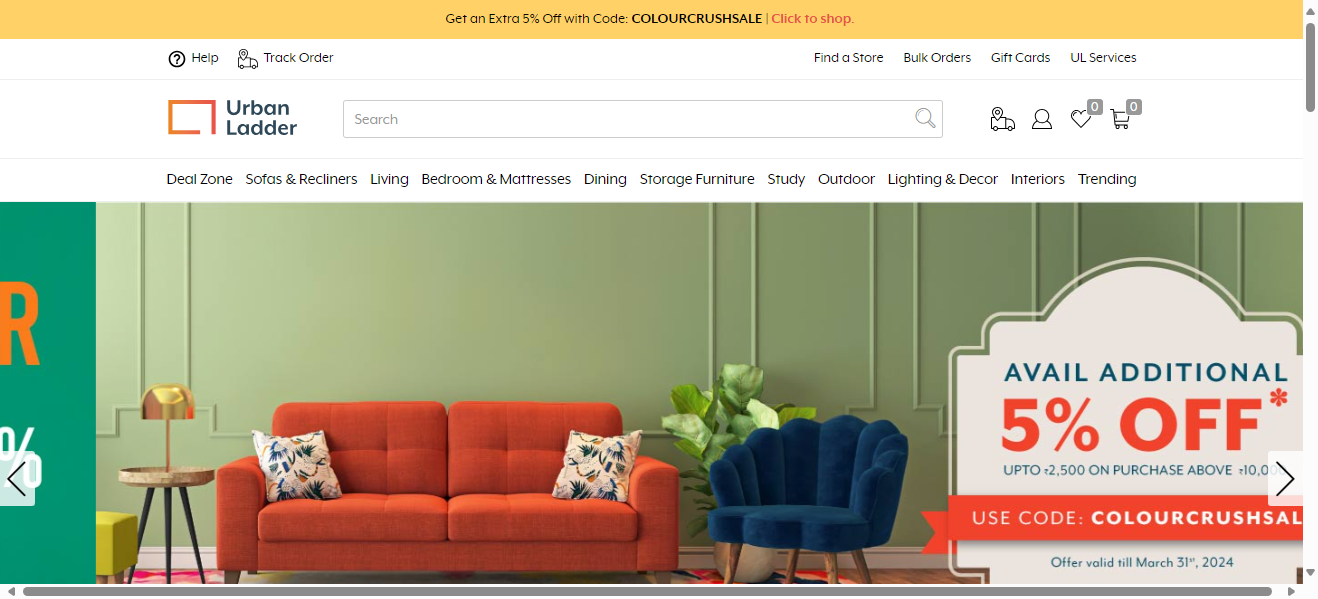 Get an Extra 5% Off with Code: COLOURCRUSHSALE | Click to shop.
Help
Track Order
Find a Store
Bulk Orders
Gift Cards
UL Services
Urban
Ladder
Search
0
0
Deal Zone
Sofas & Recliners
Living
Bedroom & Mattresses
Dining
Storage Furniture
Study
Outdoor
Lighting & Decor
Interiors
Trending
R
%
AVAIL ADDITIONAL
5% OFF*
UPTO ₹2,500 ON PURCHASE ABOVE ₹10,00
USE CODE: COLOURCRUSHSAL
Offer valid till March 31st, 2024